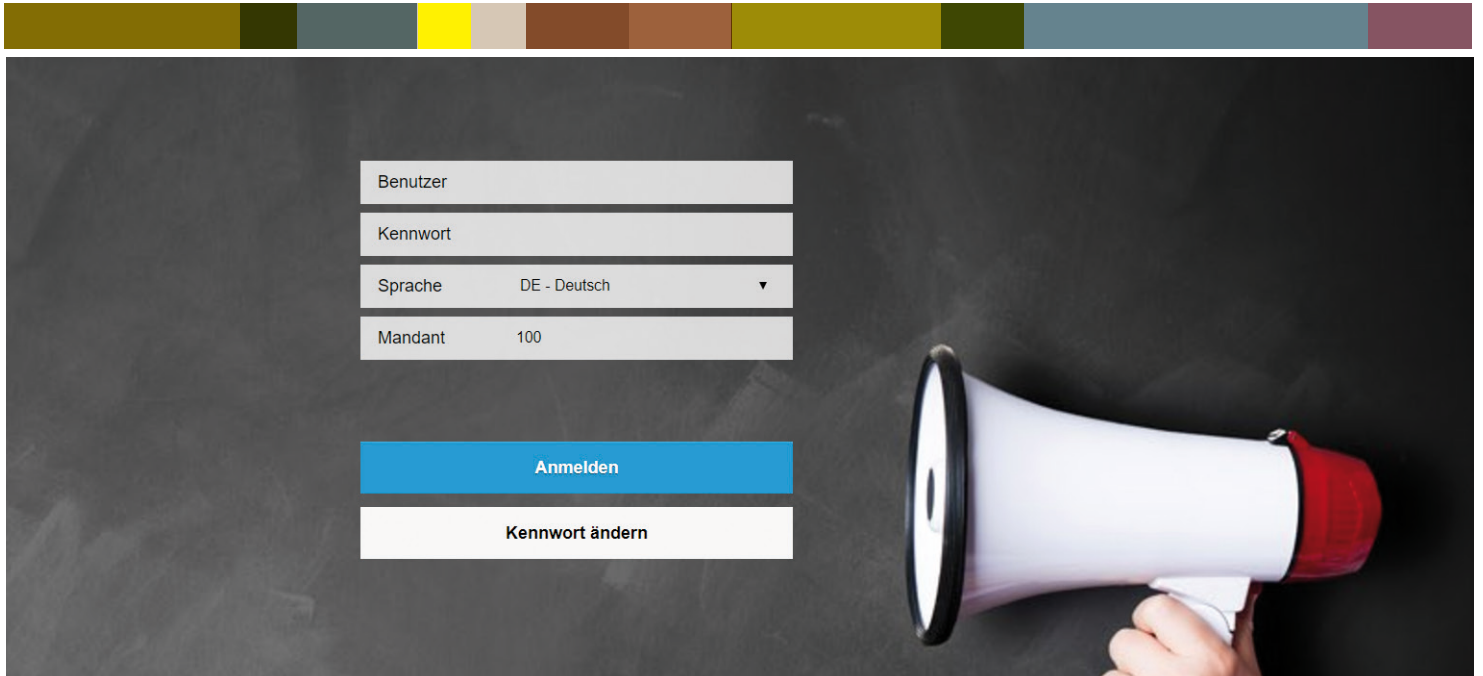 Benutzer
Kennwort
Sprache DE - Deutsch
Mandant 100
Anmelden
Kennwort ändern